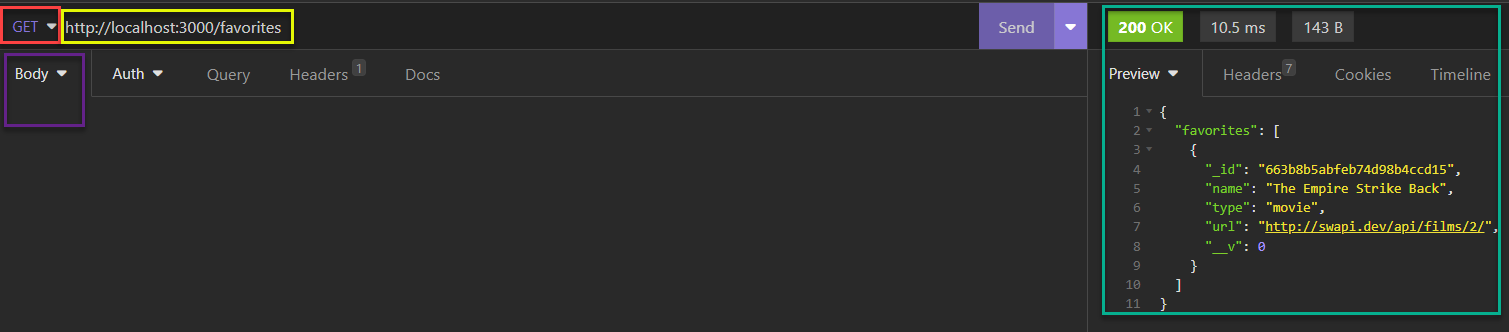 GET http://localhost:3000/favorites Send 200 OK 10.5 ms 143 B
Body Auth Query Headers 1 Docs Preview Headers 7 Cookies Timeline
1 {
2 "favorites": [
3 {
4 "_id": "663b8b5abfeb74d98b4ccd15",
5 "name": "The Empire Strike Back",
6 "type": "movie",
7 "url": "http://swapi.dev/api/films/2/",
8 "__v": 0
9 }
10 ]
11 }